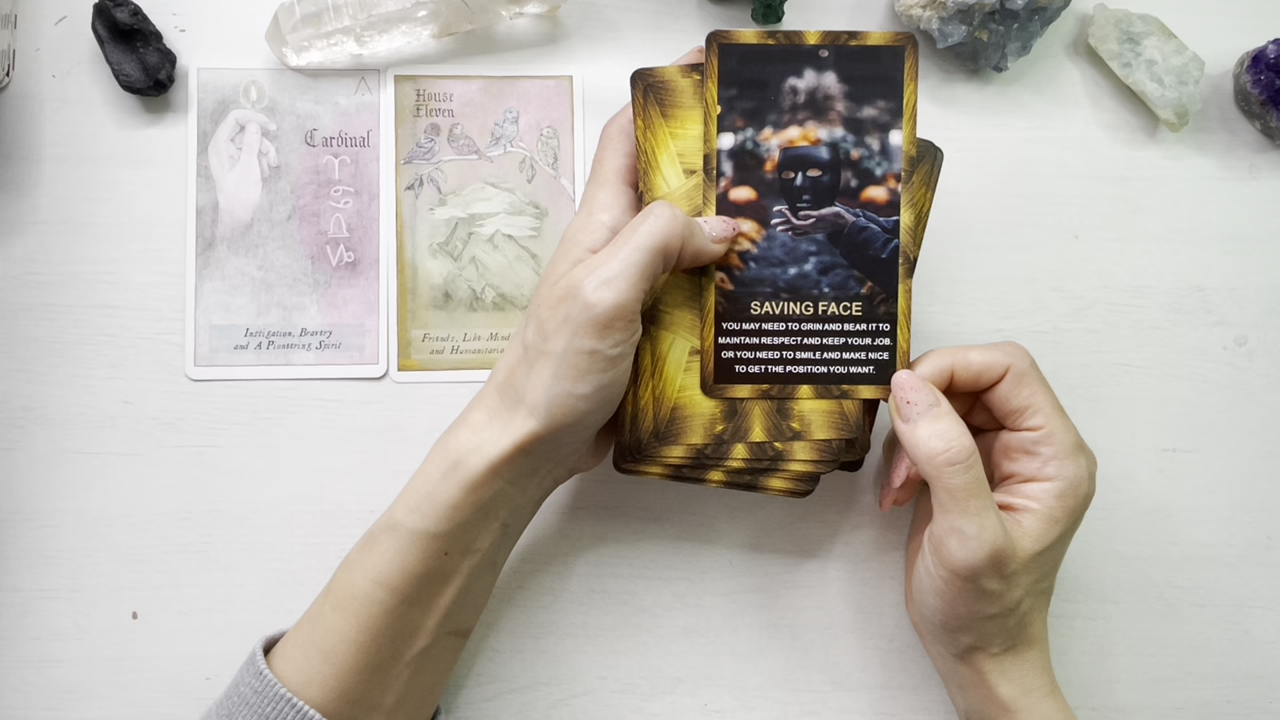 Cardinal
Instigation, Bravery
and A Pioneering Spirit
House
Eleven
Friends, Like Mind
and Humanitaria
SAVING FACE
YOU MAY NEED TO GRIN AND BEAR IT TO
MAINTAIN RESPECT AND KEEP YOUR JOB.
OR YOU NEED TO SMILE AND MAKE NICE
TO GET THE POSITION YOU WANT.